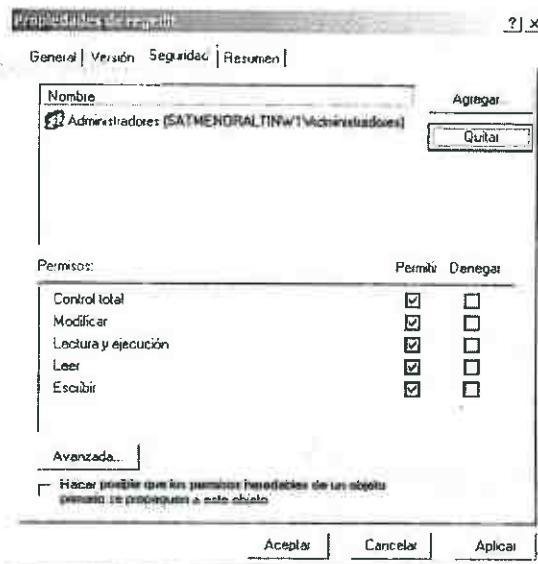 Propiedades de regedit
General Versión Seguridad Resumen
Nombre
Agregar...
Administradores (SATMENDRALTINW1\Administradores)
Quitar
Permisos: Permitir Denegar
Control total
Modificar
Lectura y ejecución
Leer
Escribir
Avanzada...
Hacer posible que los permisos heredables de un objeto
primario se propaguen a este objeto
Aceptar Cancelar Aplicar